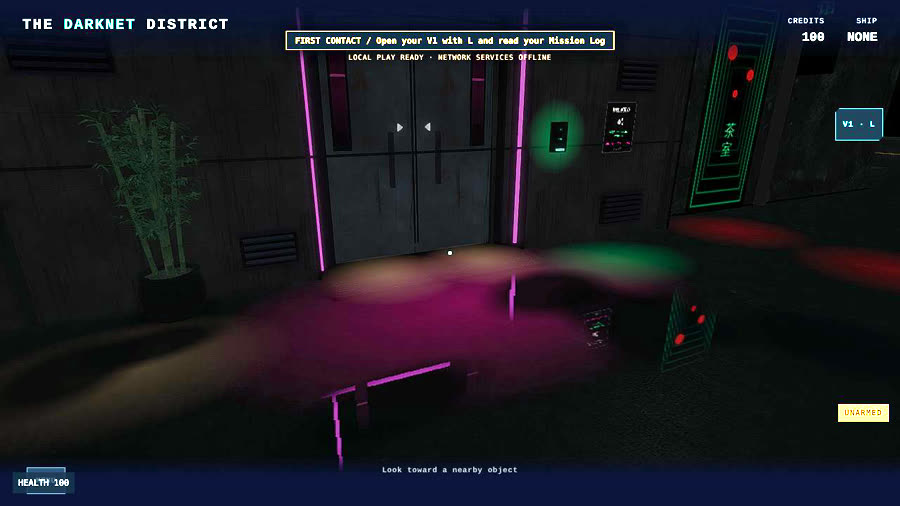 THE DARKNET DISTRICT
FIRST CONTACT / Open your V1 with L and read your Mission Log
LOCAL PLAY READY · NETWORK SERVICES OFFLINE
CREDITS
100
SHIP
NONE
V1 · L
茶室
UNARMED
Look toward a nearby object
HEALTH 100